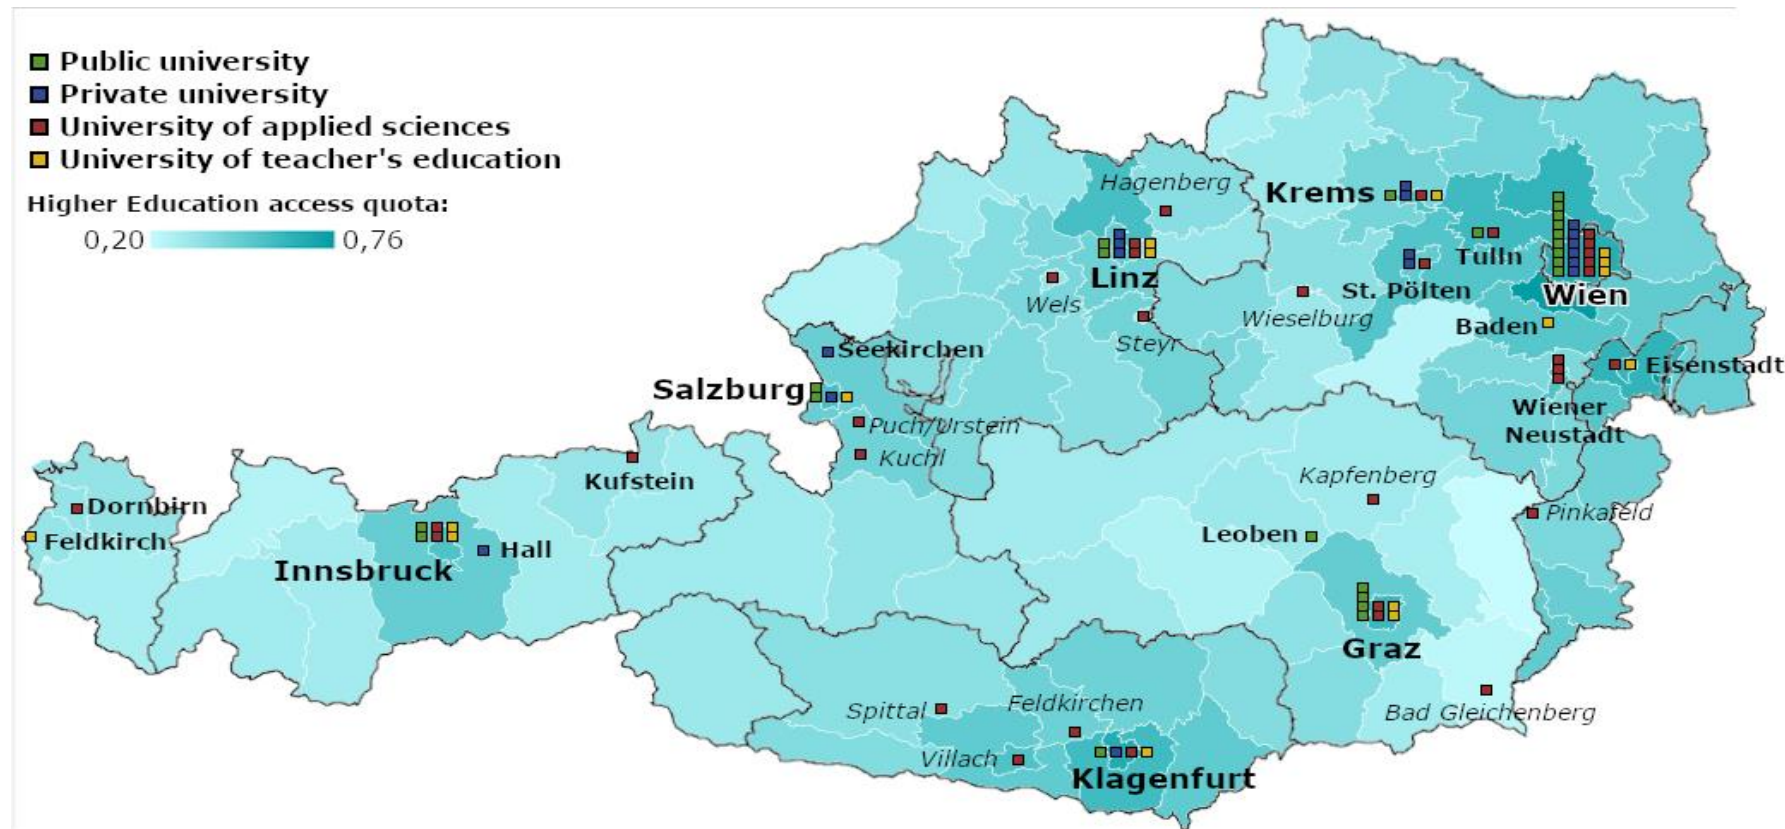 Public university
Private university
University of applied sciences
University of teacher's education
Higher Education access quota:
0,20 0,76
Hagenberg
Krems
Linz
Tulln
Wels
St. Pölten
Wien
Wieselburg
Steyr
Baden
Seekirchen
Eisenstadt
Salzburg
Wiener
Neustadt
Puch/Urstein
Kuchl
Kufstein
Kapfenberg
Dornbirn
Pinkafeld
Feldkirch
Leoben
Hall
Innsbruck
Graz
Feldkirchen
Spittal
Bad Gleichenberg
Villach
Klagenfurt